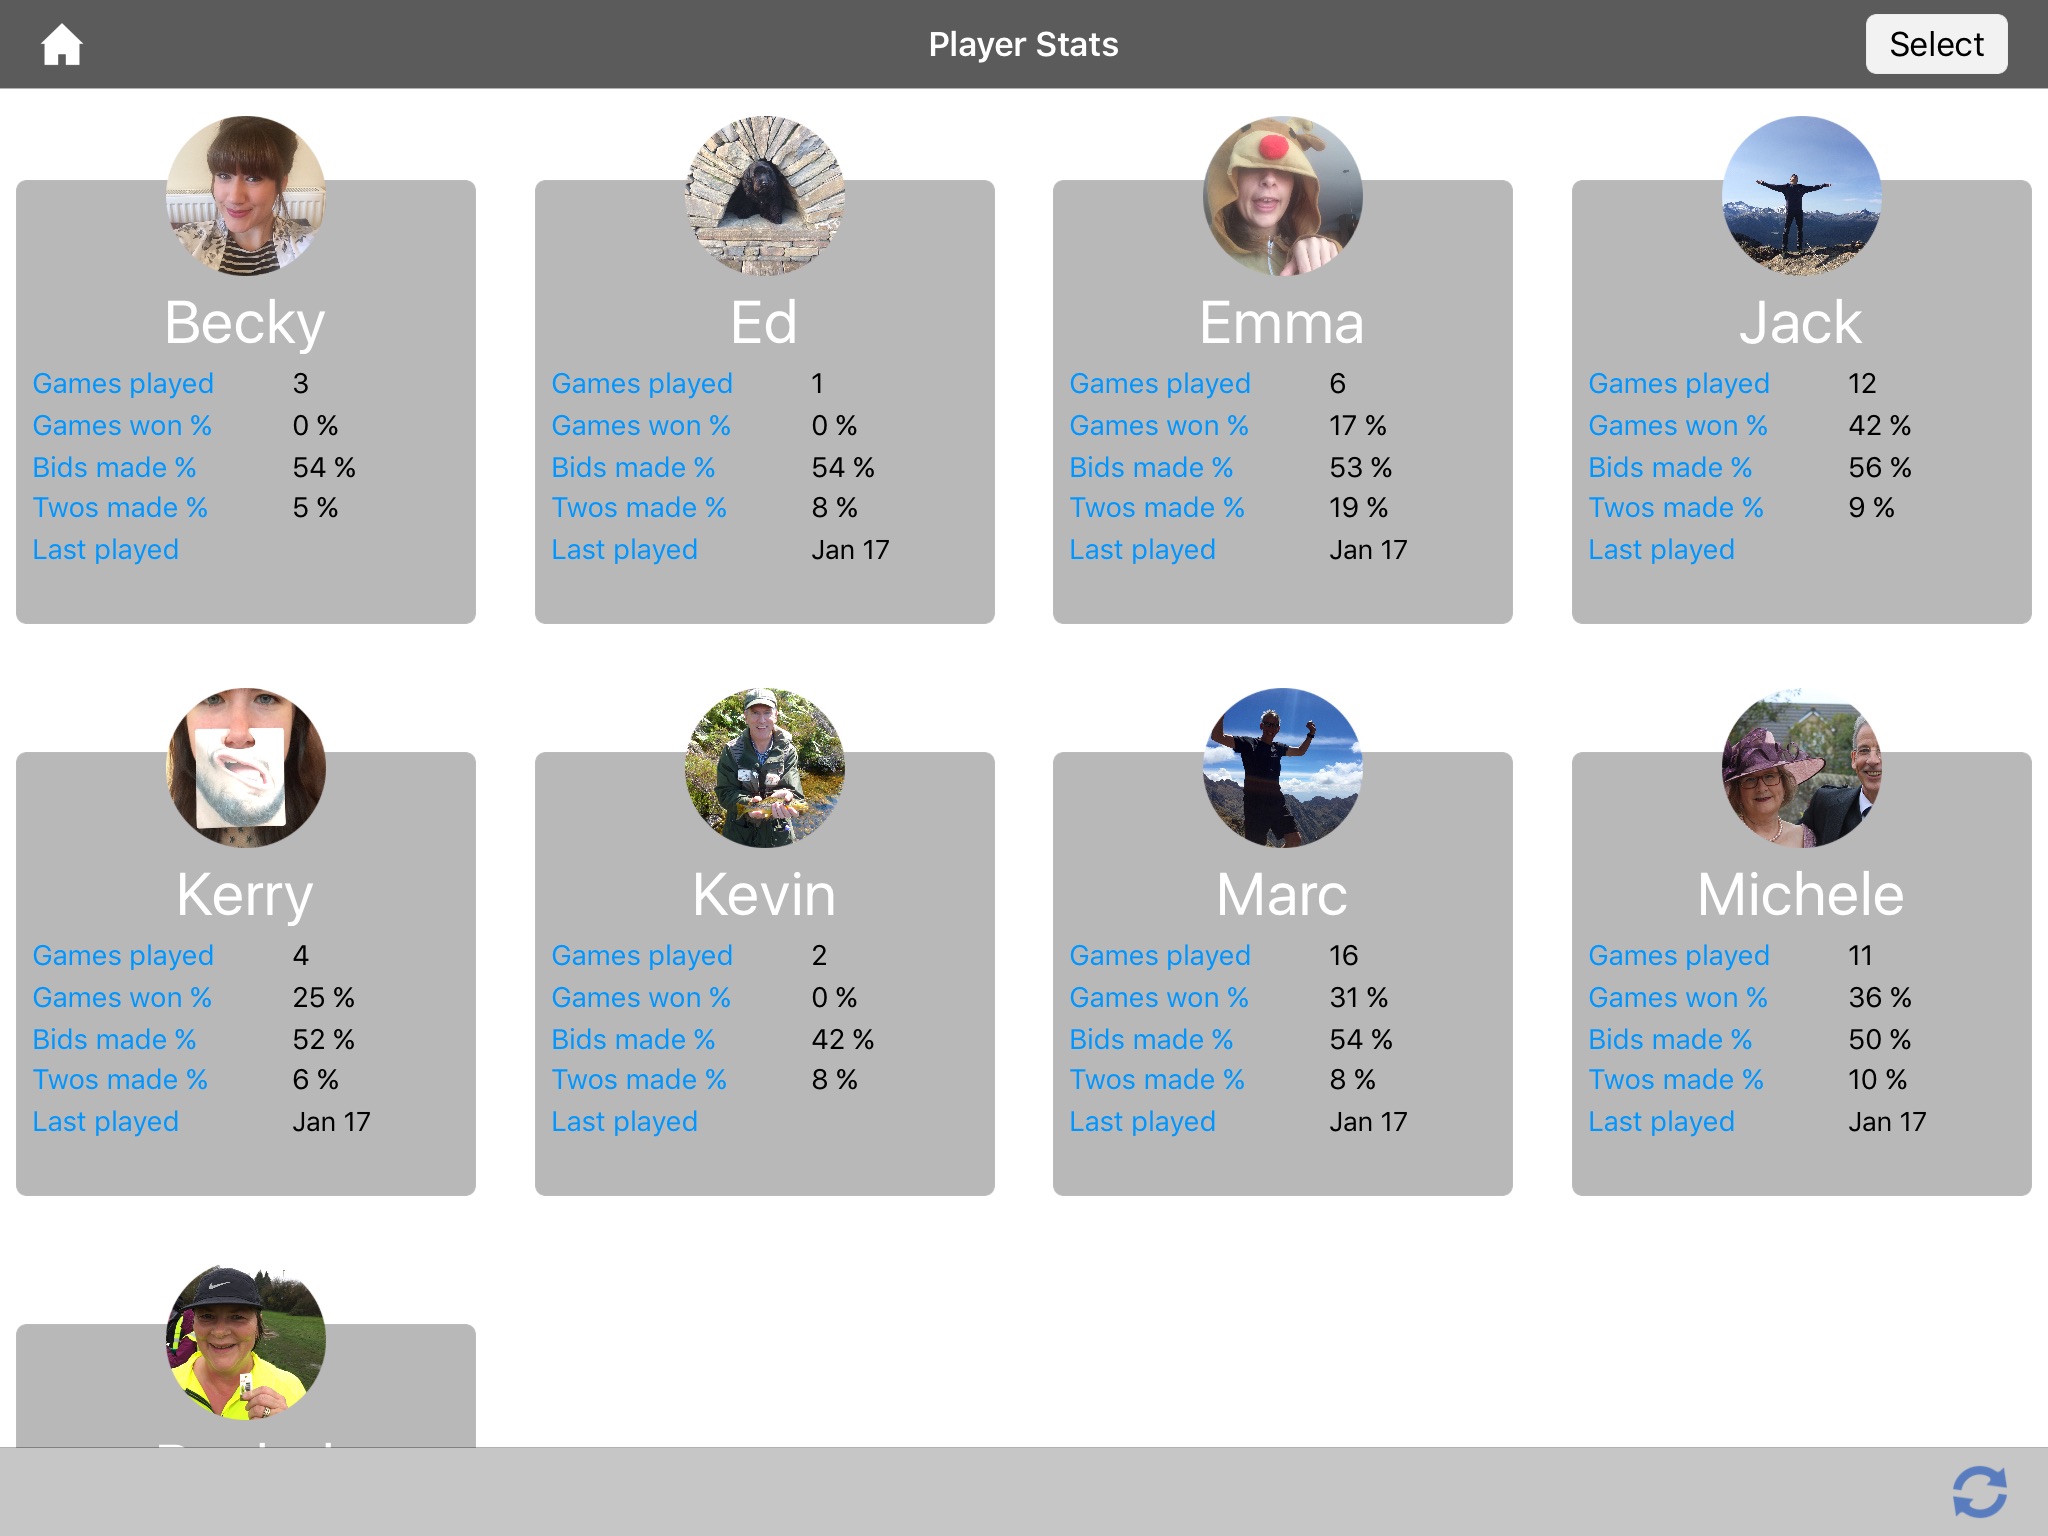 Player Stats
Select
Becky
Games played 3
Games won % 0 %
Bids made % 54 %
Twos made % 5 %
Last played
Ed
Games played 1
Games won % 0 %
Bids made % 54 %
Twos made % 8 %
Last played Jan 17
Emma
Games played 6
Games won % 17 %
Bids made % 53 %
Twos made % 19 %
Last played Jan 17
Jack
Games played 12
Games won % 42 %
Bids made % 56 %
Twos made % 9 %
Last played
Kerry
Games played 4
Games won % 25 %
Bids made % 52 %
Twos made % 6 %
Last played Jan 17
Kevin
Games played 2
Games won % 0 %
Bids made % 42 %
Twos made % 8 %
Last played
Marc
Games played 16
Games won % 31 %
Bids made % 54 %
Twos made % 8 %
Last played Jan 17
Michele
Games played 11
Games won % 36 %
Bids made % 50 %
Twos made % 10 %
Last played Jan 17